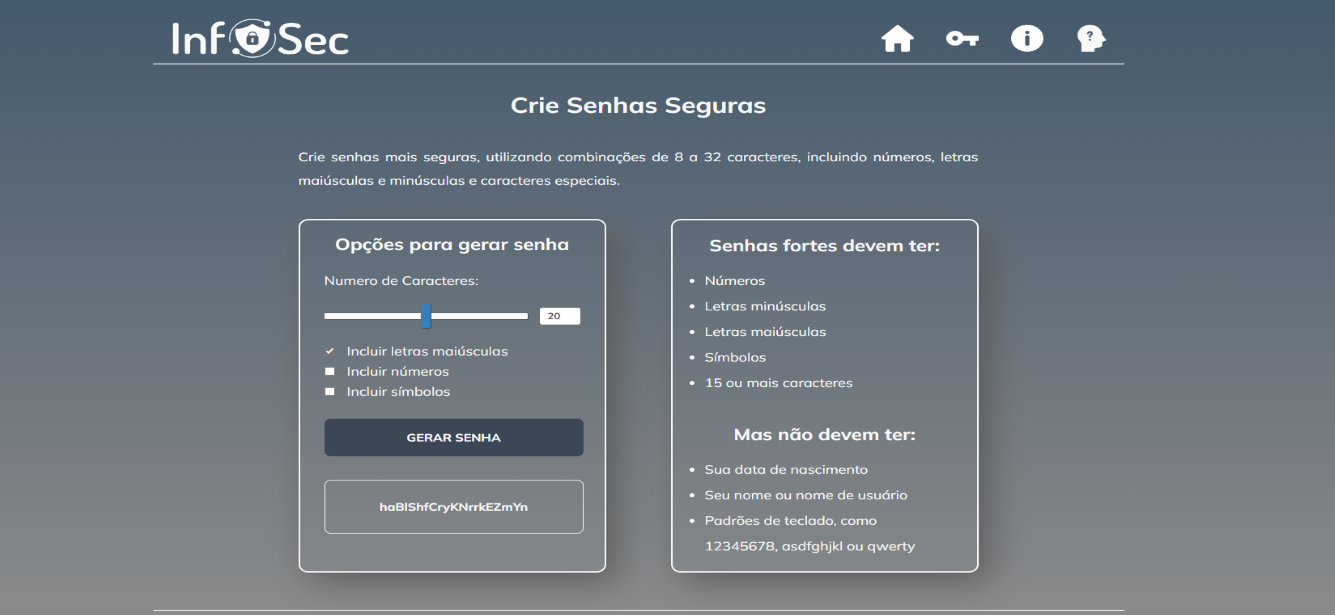 InfoSec
Crie Senhas Seguras
Crie senhas mais seguras, utilizando combinações de 8 a 32 caracteres, incluindo números, letras
maiúsculas e minúsculas e caracteres especiais.
Opções para gerar senha
Numero de Caracteres:
20
Incluir letras maiúsculas
Incluir números
Incluir símbolos
GERAR SENHA
haBlShfCryKNrrkEZmYn
Senhas fortes devem ter:
Números
Letras minúsculas
Letras maiúsculas
Símbolos
15 ou mais caracteres
Mas não devem ter:
Sua data de nascimento
Seu nome ou nome de usuário
Padrões de teclado, como
12345678, asdfghjkl ou qwerty